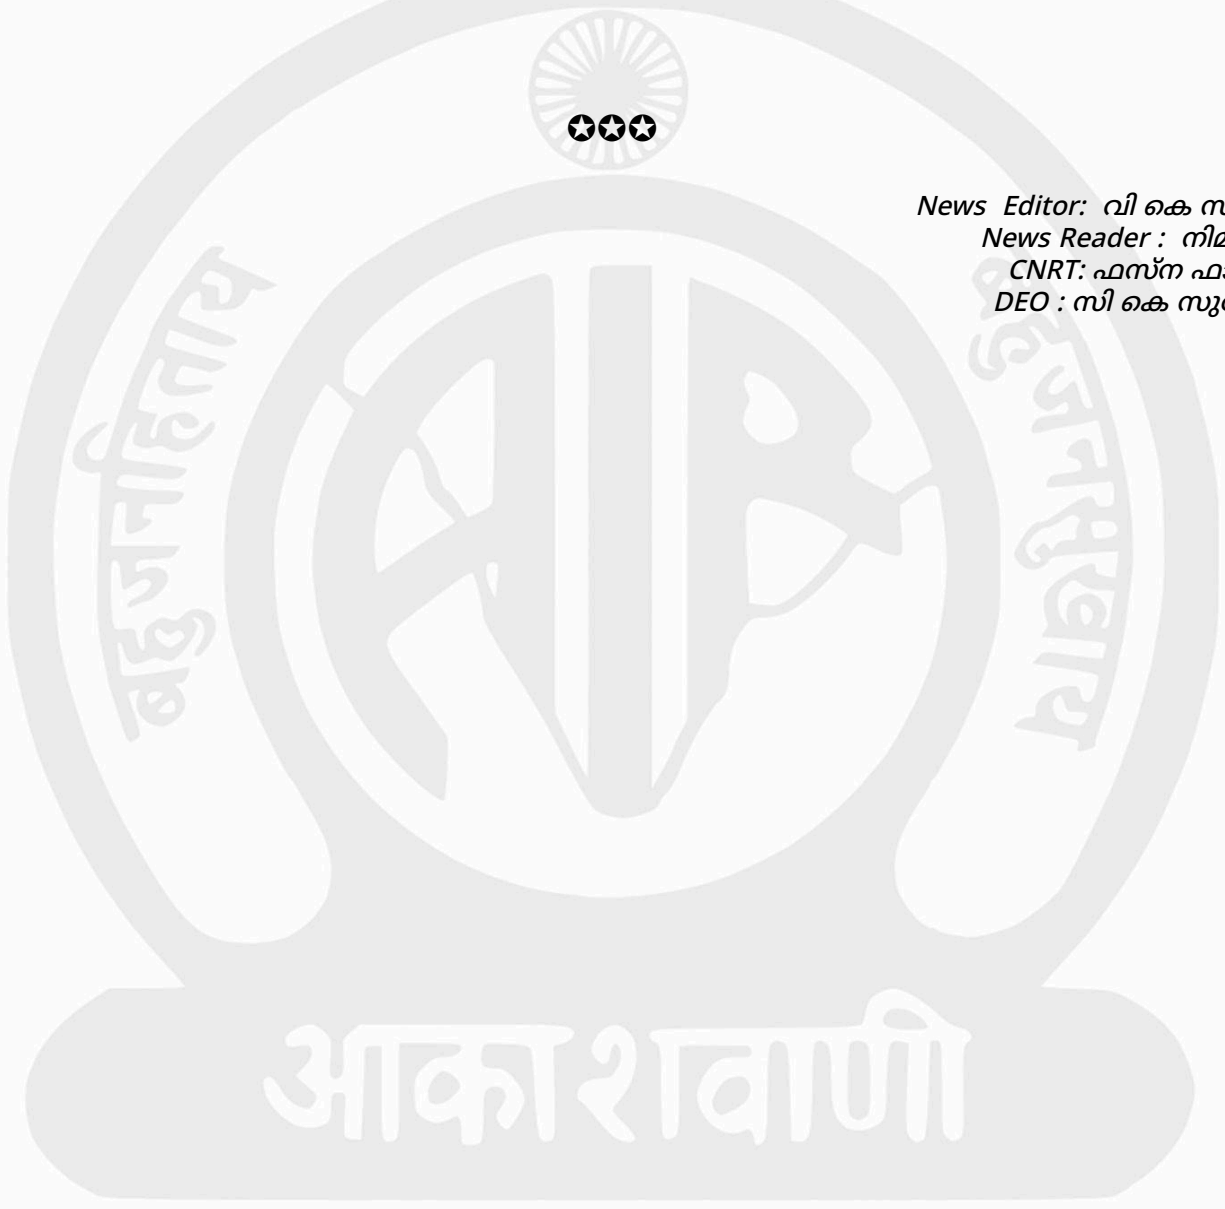 ✪✪✪
News Editor: വി കെ
News Reader :
CNRT: ഫസ്ന
DEO : സി കെ
बहुजनहिताय
बहुजनसुखाय
आकाशवाणी